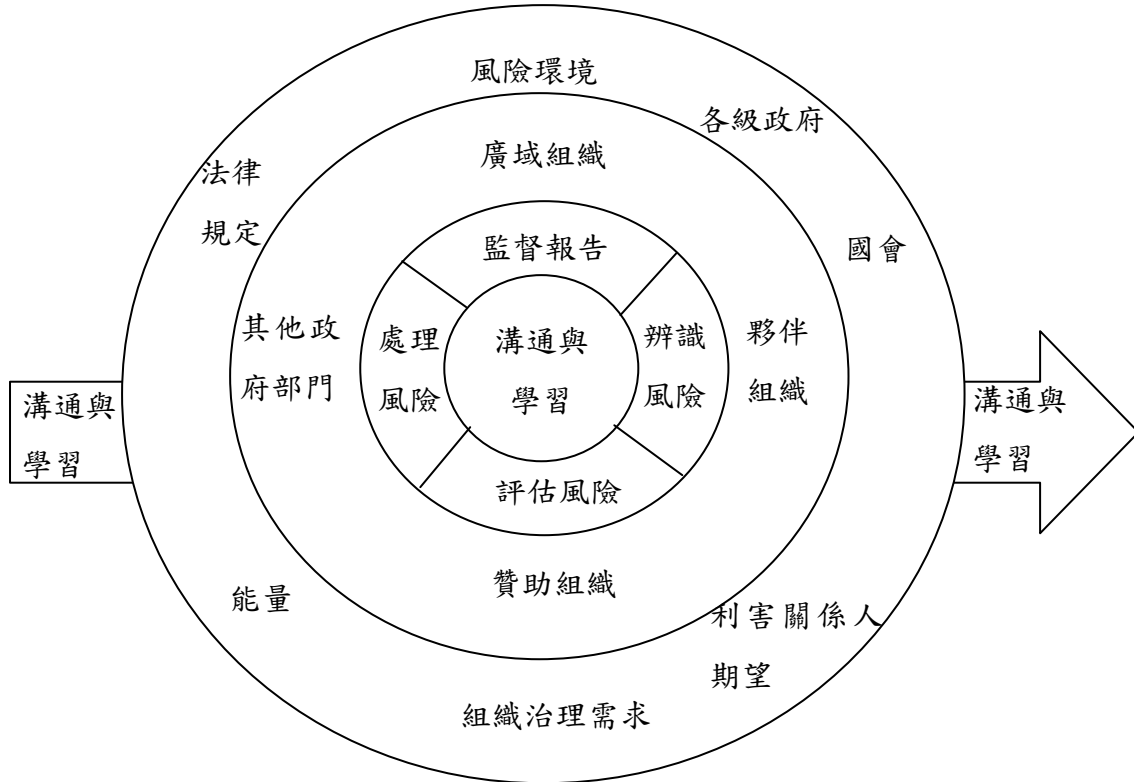 風險環境
各級政府
廣域組織
法律
規定
監督報告
國會
其他政
府部門
處理
風險
溝通與
學習
辨識
風險
夥伴
組織
溝通與
學習
溝通與
學習
評估風險
贊助組織
能量
利害關係人
期望
組織治理需求